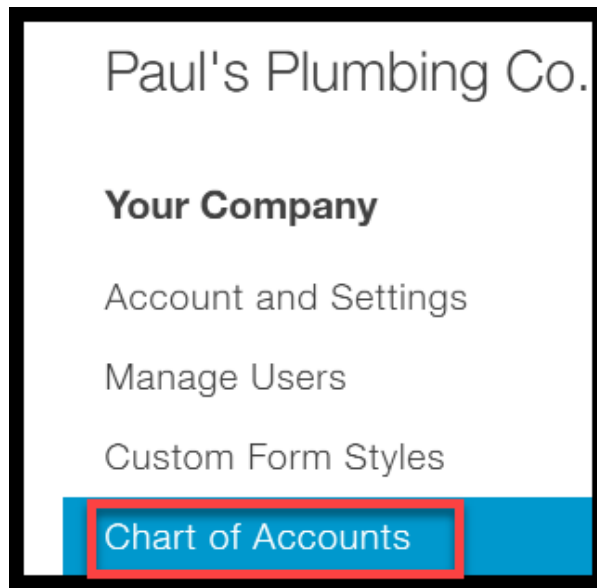 Paul's Plumbing Co.
Your Company
Account and Settings
Manage Users
Custom Form Styles
Chart of Accounts